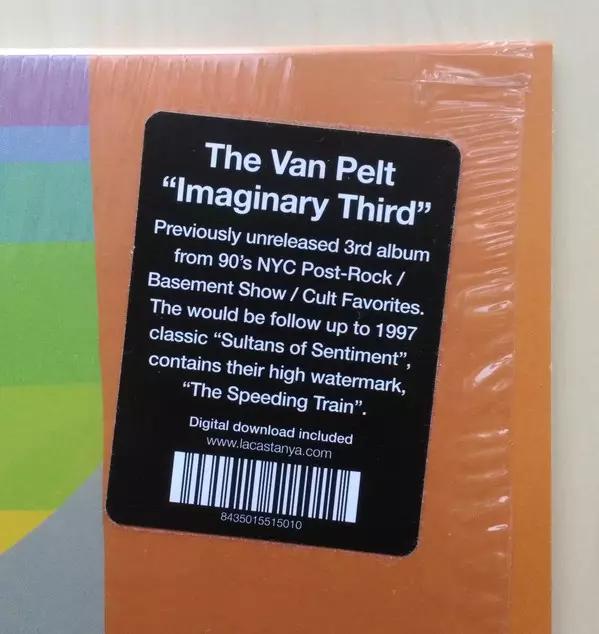 The Van Pelt
“Imaginary Third”
Previously unreleased 3rd album
from 90's NYC Post-Rock /
Basement Show / Cult Favorites.
The would be follow up to 1997
classic “Sultans of Sentiment”,
contains their high watermark,
“The Speeding Train”.
Digital download included
www.lacastanya.com
8435015515010